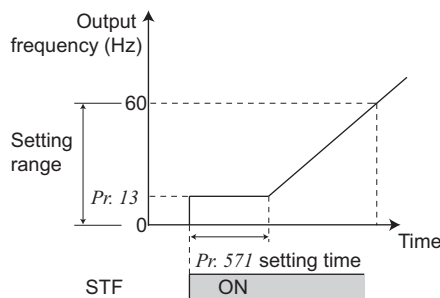 Output
frequency (Hz)
60
Setting
range
Pr. 13
0
Time
Pr. 571 setting time
STF
ON